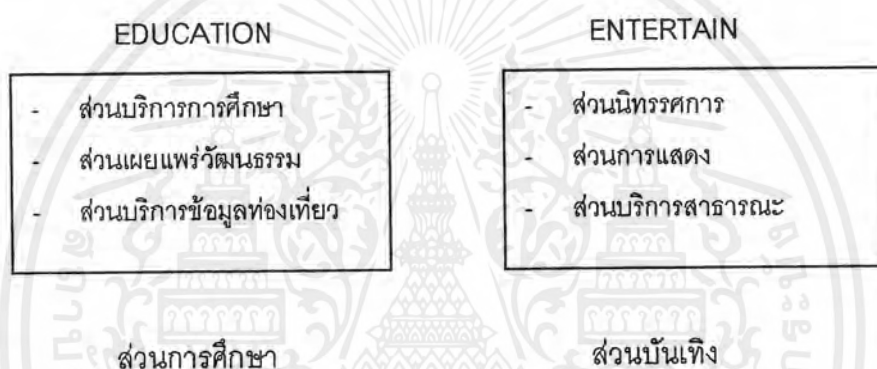 EDUCATION
- ส่วนบริการการศึกษา
- ส่วนเผยแพร่วัฒนธรรม
- ส่วนบริการข้อมูลท่องเที่ยว
ส่วนการศึกษา
ENTERTAIN
- ส่วนนิทรรศการ
- ส่วนการแสดง
- ส่วนบริการสาธารณะ
ส่วนบันเทิง